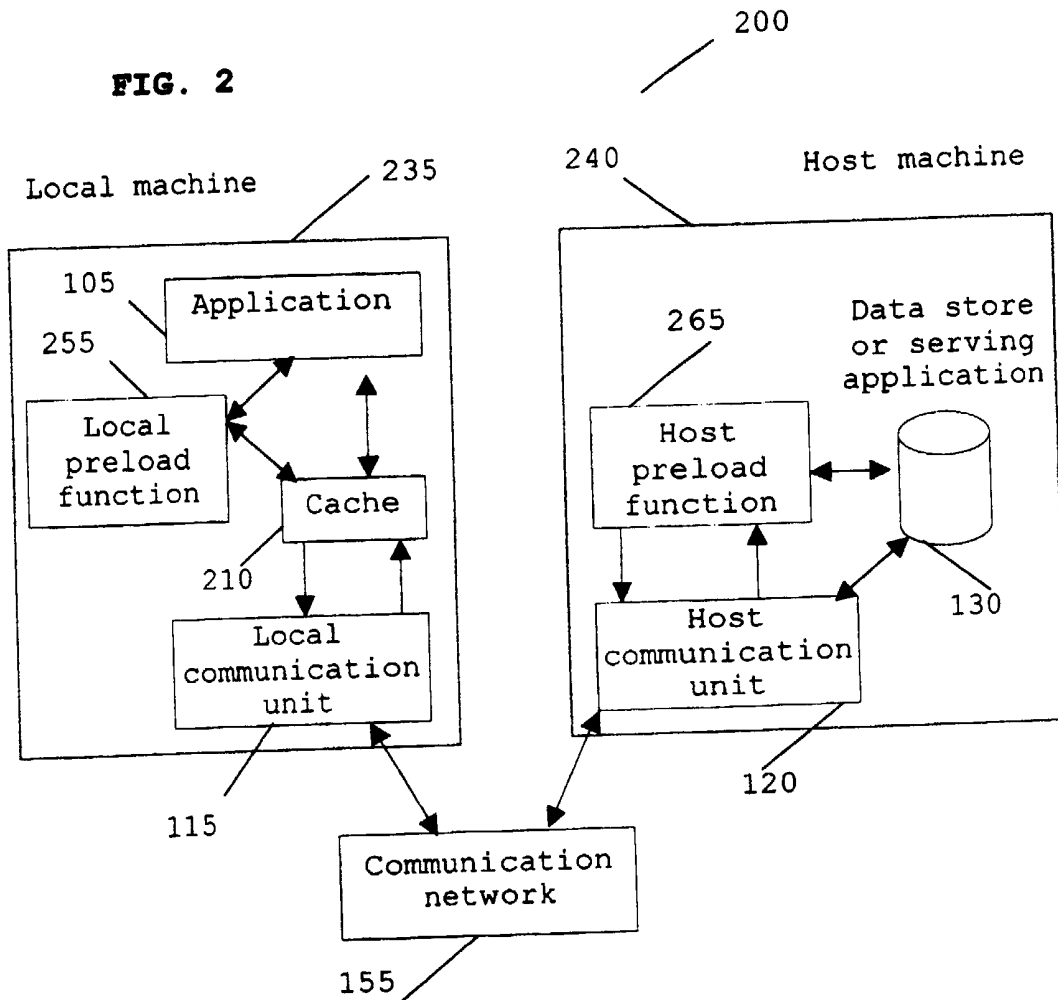 200
FIG. 2
Local machine
235
240
Host machine
105
Application
255
Local
preload
function
Cache
210
Local
communication
unit
115
265
Data store
or serving
application
Host
preload
function
130
Host
communication
unit
120
Communication
network
155